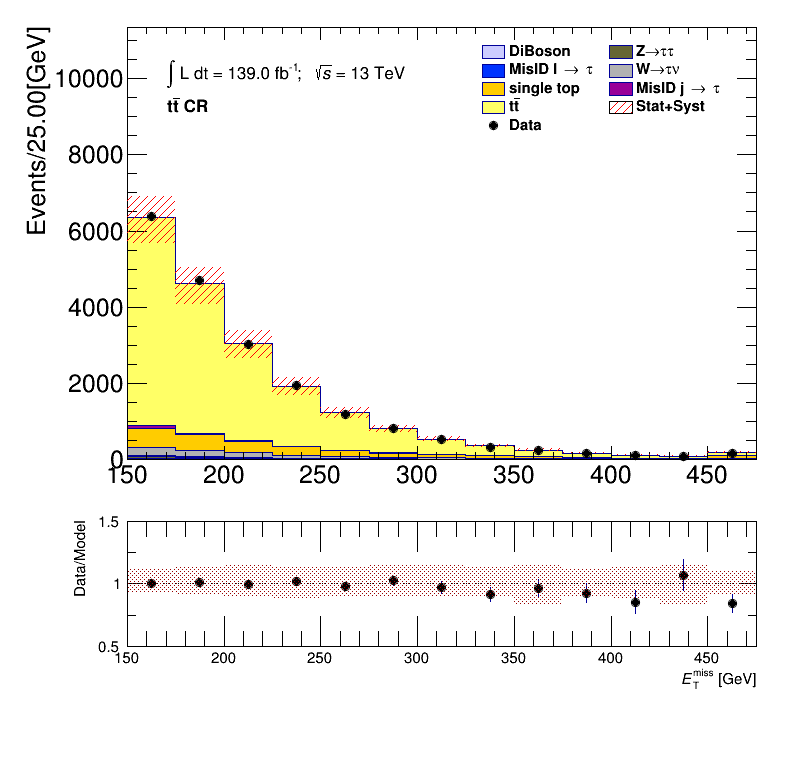 Events/25.00[GeV]
10000
8000
6000
4000
2000
0
∫ L dt = 139.0 fb⁻¹; √s = 13 TeV
tt̄ CR
DiBoson
MisID l → τ
single top
tt̄
Data
Z→ττ
W→τν
MisID j → τ
Stat+Syst
150 200 250 300 350 400 450
Data/Model
1.5
1
0.5
150 200 250 300 350 400 450
E_T^miss [GeV]